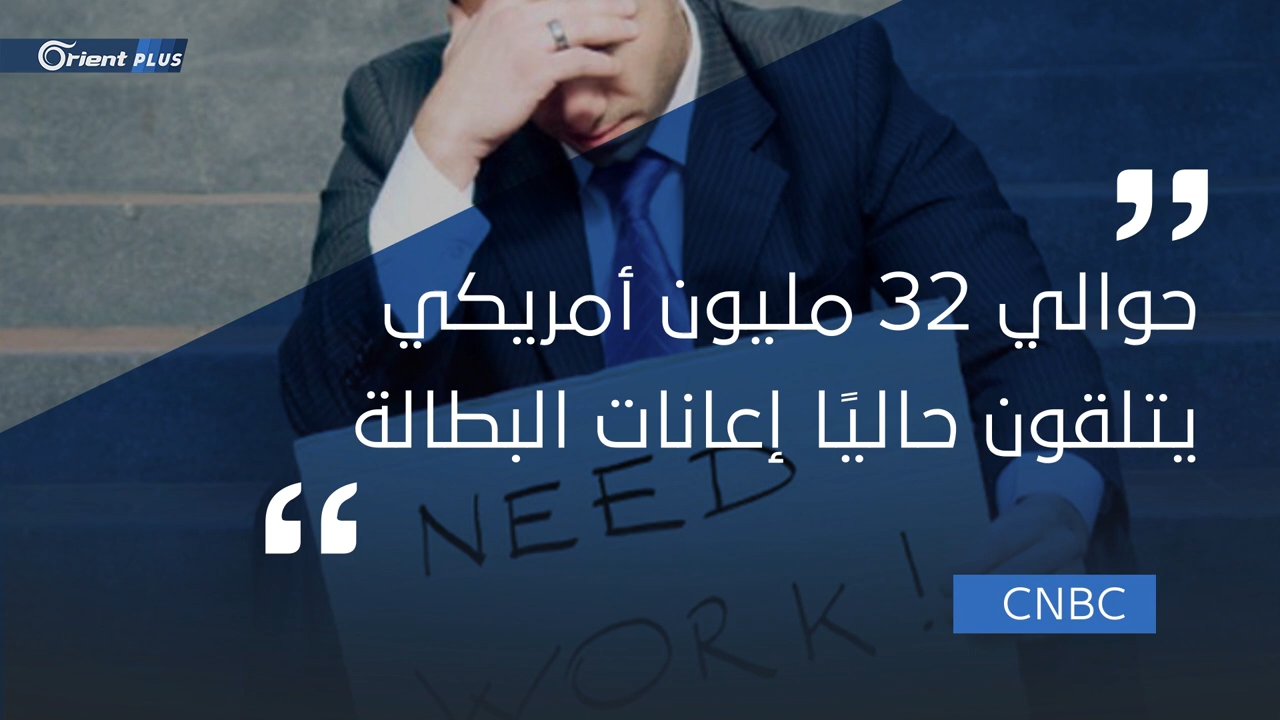 Orient PLUS
”
حوالي 32 مليون أمريكي
يتلقون حاليًا إعانات البطالة
“
NEED
WORK!
CNBC